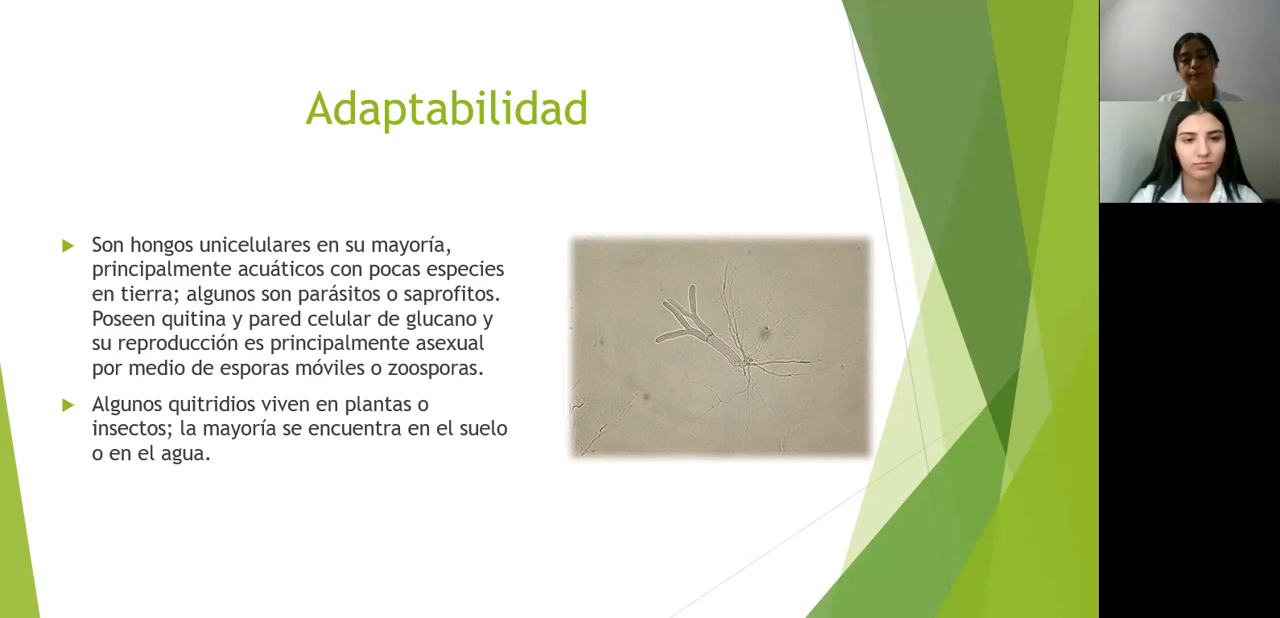 Adaptabilidad
Son hongos unicelulares en su mayoría,
principalmente acuáticos con pocas especies
en tierra; algunos son parásitos o saprofitos.
Poseen quitina y pared celular de glucano y
su reproducción es principalmente asexual
por medio de esporas móviles o zoosporas.
Algunos quitridios viven en plantas o
insectos; la mayoría se encuentra en el suelo
o en el agua.